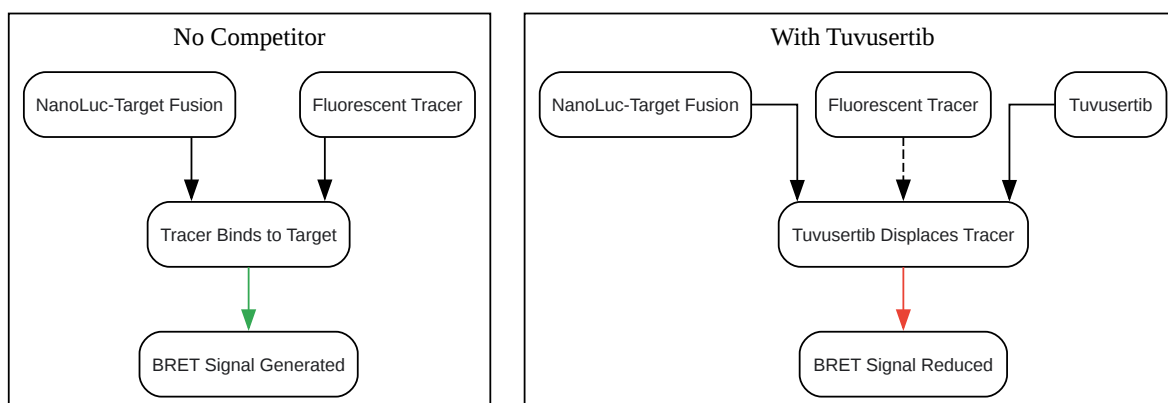 No Competitor
NanoLuc-Target Fusion
Fluorescent Tracer
Tracer Binds to Target
BRET Signal Generated
With Tuvusertib
NanoLuc-Target Fusion
Fluorescent Tracer
Tuvusertib
Tuvusertib Displaces Tracer
BRET Signal Reduced